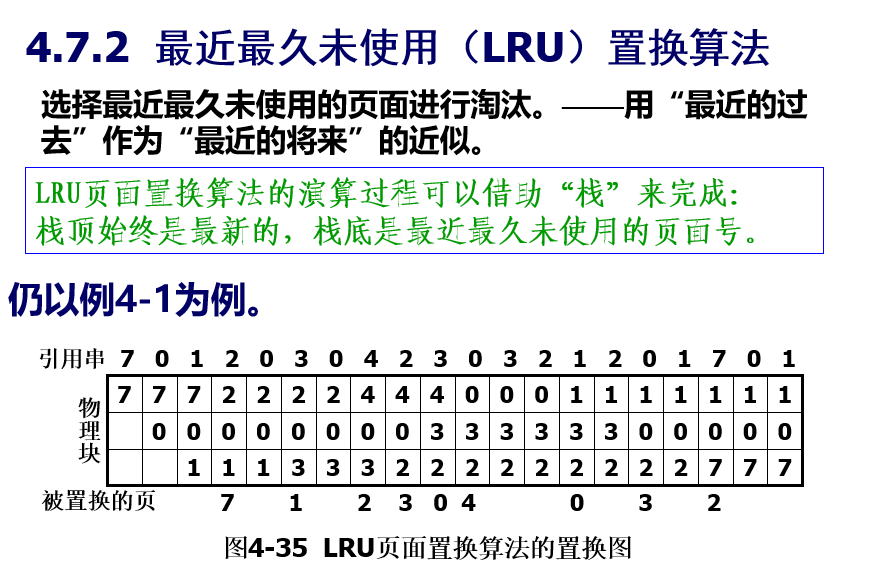 4.7.2 最近最久未使用（LRU）置换算法
选择最近最久未使用的页面进行淘汰。——用“最近的过
去”作为“最近的将来”的近似。
LRU页面置换算法的演算过程可以借助“栈”来完成：
栈顶始终是最新的，栈底是最近最久未使用的页面号。
仍以例4-1为例。
引用串 7 0 1 2 0 3 0 4 2 3 0 3 2 1 2 0 1 7 0 1
物理块
7 7 7 2 2 2 2 4 4 4 0 0 0 1 1 1 1 1 1 1
0 0 0 0 0 0 0 0 3 3 3 3 3 3 0 0 0 0 0
1 1 1 3 3 3 2 2 2 2 2 2 2 2 2 7 7 7
被置换的页 7 1 2 3 0 4 0 3 2
图4-35 LRU页面置换算法的置换图